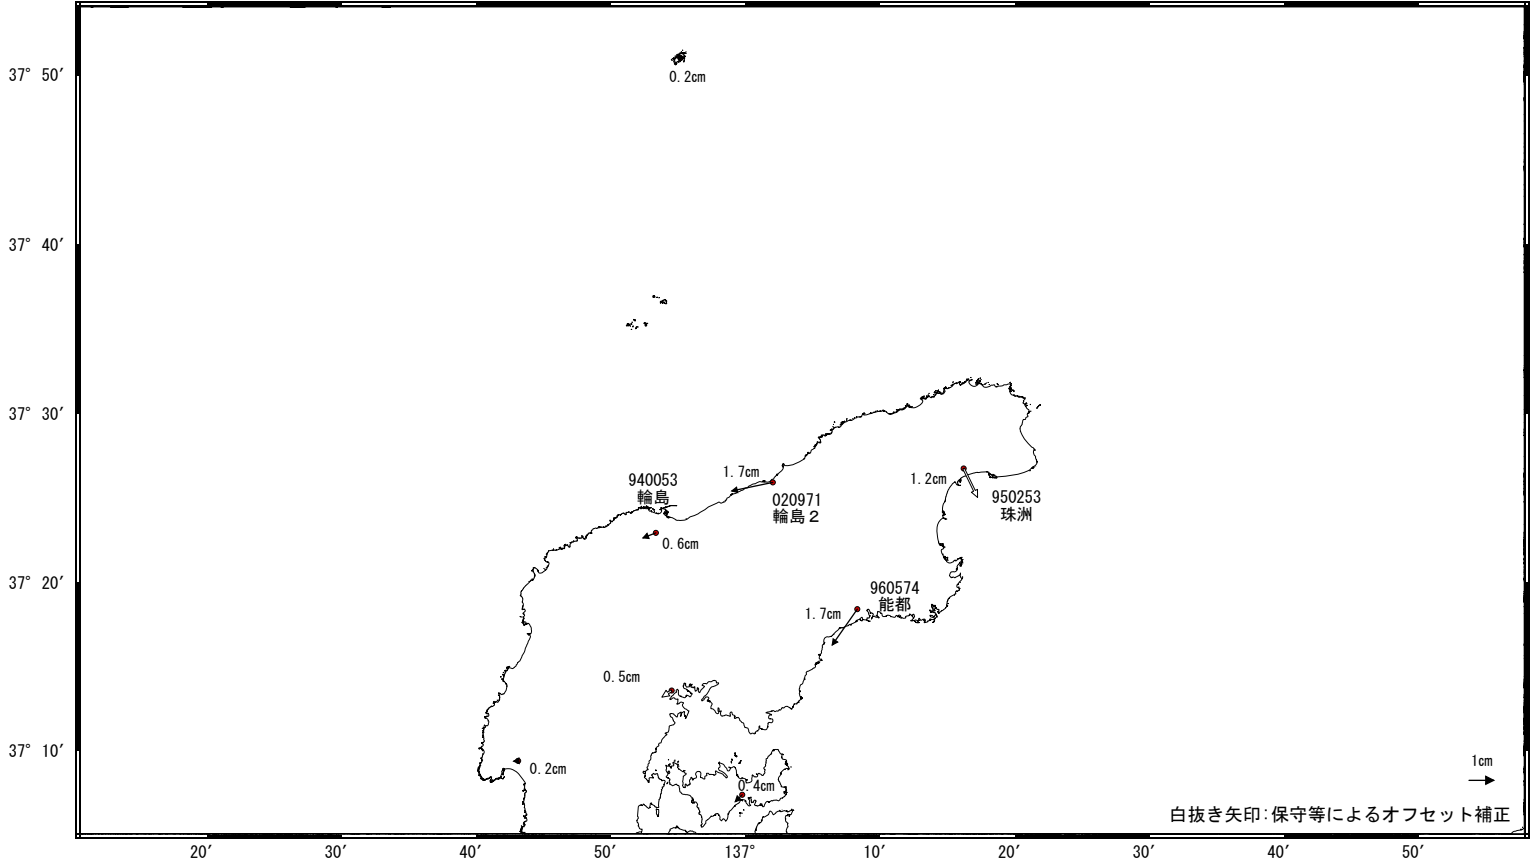 37° 50′
0.2cm
37° 40′
37° 30′
1.7cm
940053
輪島
1.2cm
020971
輪島２
950253
珠洲
0.6cm
37° 20′
960574
能都
1.7cm
0.5cm
37° 10′
0.2cm
1cm
0.4cm
白抜き矢印:保守等によるオフセット補正
20′ 30′ 40′ 50′ 137° 10′ 20′ 30′ 40′ 50′